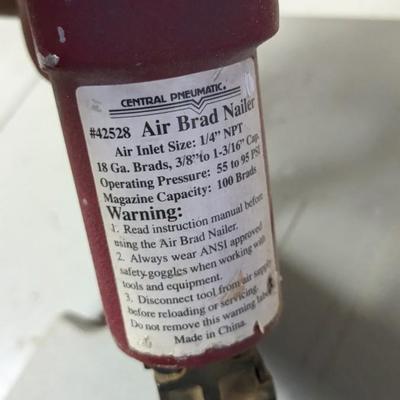 CENTRAL PNEUMATIC®
#42528 Air Brad Nailer
Air Inlet Size: 1/4" NPT
18 Ga. Brads, 3/8"to 1-3/16" Cap.
Operating Pressure: 55 to 95 PSI
Magazine Capacity: 100 Brads
Warning:
1. Read instruction manual before
using the Air Brad Nailer.
2. Always wear ANSI approved
safety goggles when working with
tools and equipment.
3. Disconnect tool from air supply
before reloading or servicing.
Do not remove this warning label.
Made in China.